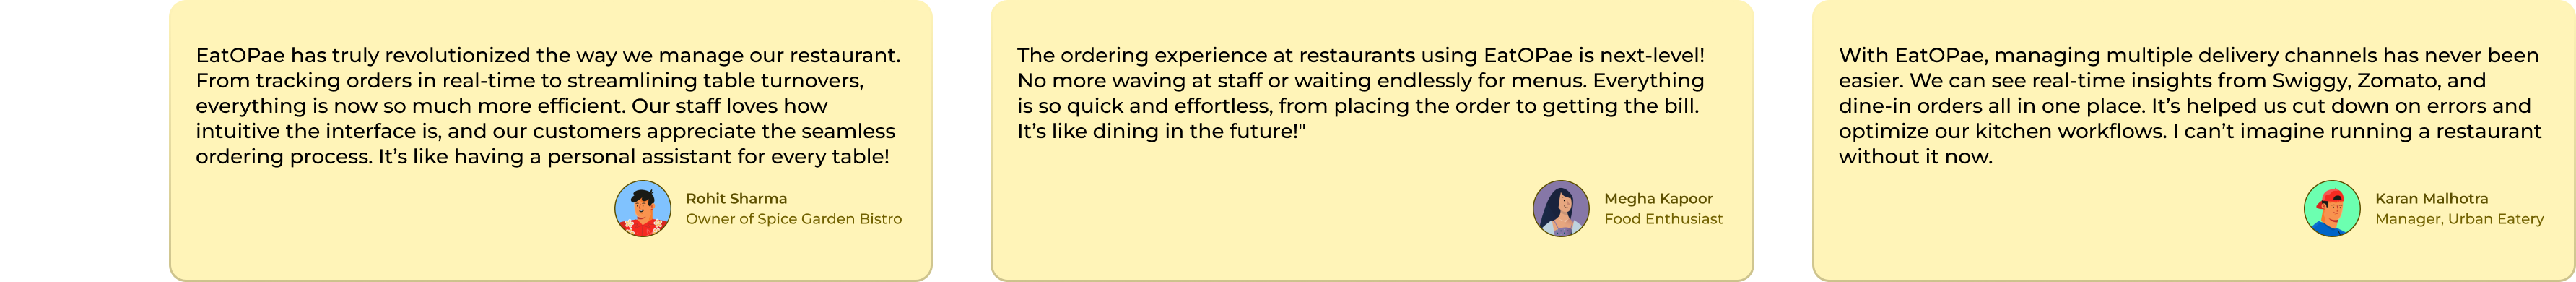 EatOPae has truly revolutionized the way we manage our restaurant.
From tracking orders in real-time to streamlining table turnovers,
everything is now so much more efficient. Our staff loves how
intuitive the interface is, and our customers appreciate the seamless
ordering process. It’s like having a personal assistant for every table!
Rohit Sharma
Owner of Spice Garden Bistro
The ordering experience at restaurants using EatOPae is next-level!
No more waving at staff or waiting endlessly for menus. Everything
is so quick and effortless, from placing the order to getting the bill.
It’s like dining in the future!"
Megha Kapoor
Food Enthusiast
With EatOPae, managing multiple delivery channels has never been
easier. We can see real-time insights from Swiggy, Zomato, and
dine-in orders all in one place. It’s helped us cut down on errors and
optimize our kitchen workflows. I can’t imagine running a restaurant
without it now.
Karan Malhotra
Manager, Urban Eatery